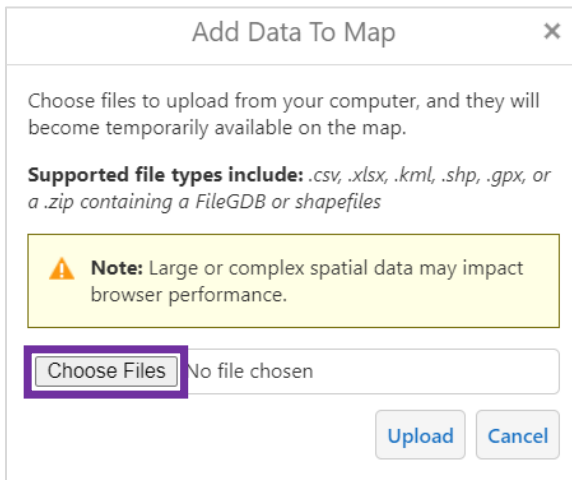 Add Data To Map ×
Choose files to upload from your computer, and they will
become temporarily available on the map.
Supported file types include: .csv, .xlsx, .kml, .shp, .gpx, or
a .zip containing a FileGDB or shapefiles
Note: Large or complex spatial data may impact
browser performance.
Choose Files No file chosen
Upload Cancel